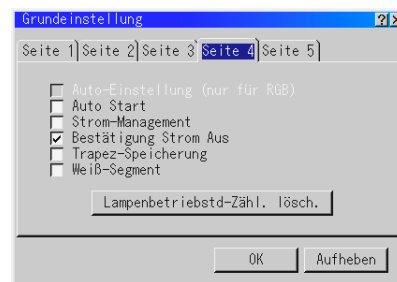 Grundeinstellung ?
Seite 1 Seite 2 Seite 3 Seite 4 Seite 5
Auto-Einstellung (nur für RGB)
Auto Start
Strom-Management
Bestätigung Strom Aus
Trapez-Speicherung
Weiß-Segment
Lampenbetriebstd-Zähl. lösch.
OK Aufheben